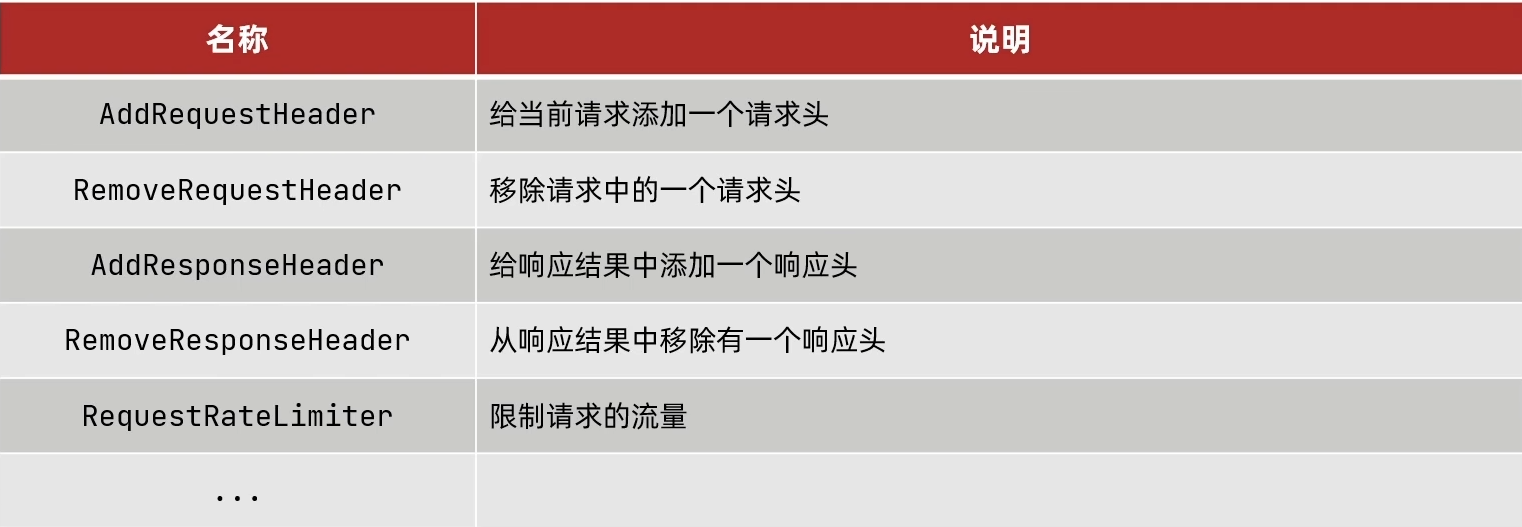 名称 说明
AddRequestHeader 给当前请求添加一个请求头
RemoveRequestHeader 移除请求中的一个请求头
AddResponseHeader 给响应结果中添加一个响应头
RemoveResponseHeader 从响应结果中移除有一个响应头
RequestRateLimiter 限制请求的流量
...